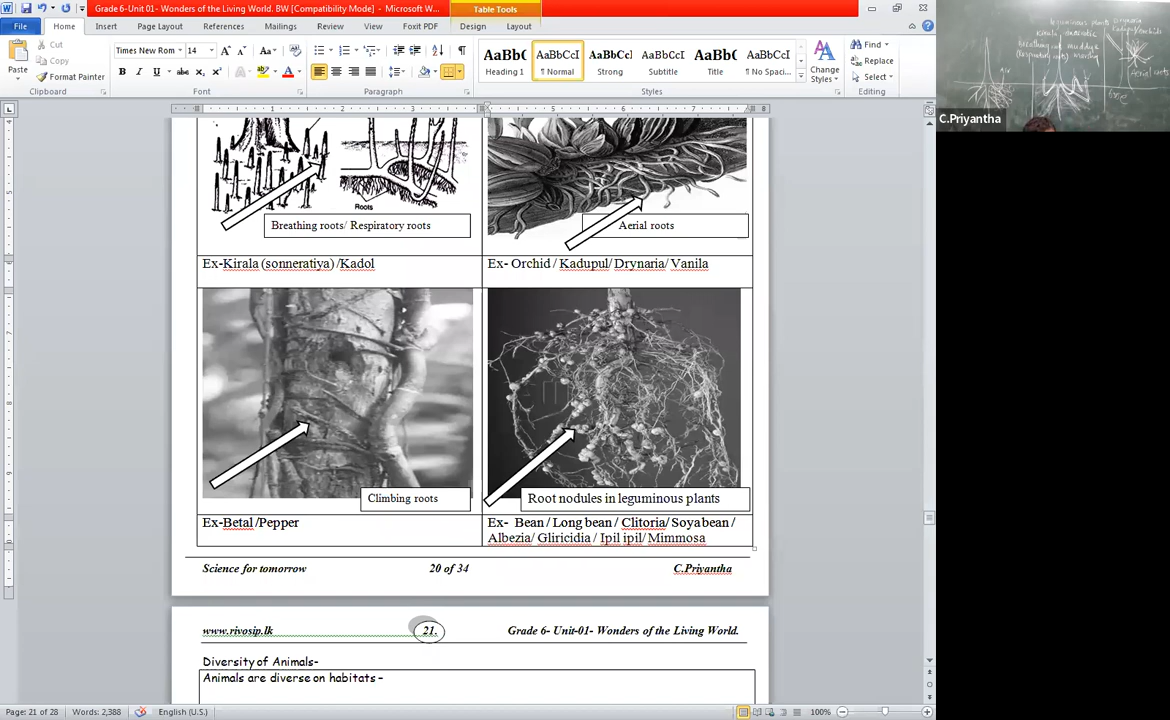 Grade 6-Unit-01- Wonders of the Living World. BW [Compatibility Mode] - Microsoft W...
Table Tools
File
Home
Insert
Page Layout
References
Mailings
Review
View
Foxit PDF
Design
Layout
Paste
Cut
Copy
Format Painter
Times New Rom
14
AaBbC
AaBbCcI
AaBbCcl
AaBbCcI
AaBbC
AaBbCcI
Heading 1
¶ Normal
Strong
Subtitle
Title
¶ No Spaci...
Change
Styles
Find
Replace
Select
Clipboard
Font
Paragraph
Styles
Editing
Roots
Breathing roots/ Respiratory roots
Aerial roots
Ex-Kirala (sonneratiya) /Kadol
Ex- Orchid / Kadupul/ Drynaria/ Vanila
Climbing roots
Root nodules in leguminous plants
Ex-Betal /Pepper
Ex- Bean / Long bean / Clitoria/ Soya bean /
Albezia/ Gliricidia / Ipil ipil/ Mimmosa
Science for tomorrow
20 of 34
C.Priyantha
www.rivosip.lk
21.
Grade 6- Unit-01- Wonders of the Living World.
Diversity of Animals-
Animals are diverse on habitats –
Page: 21 of 28
Words: 2,388
English (U.S.)
100%
leguminous plants
Aerial roots
C.Priyantha